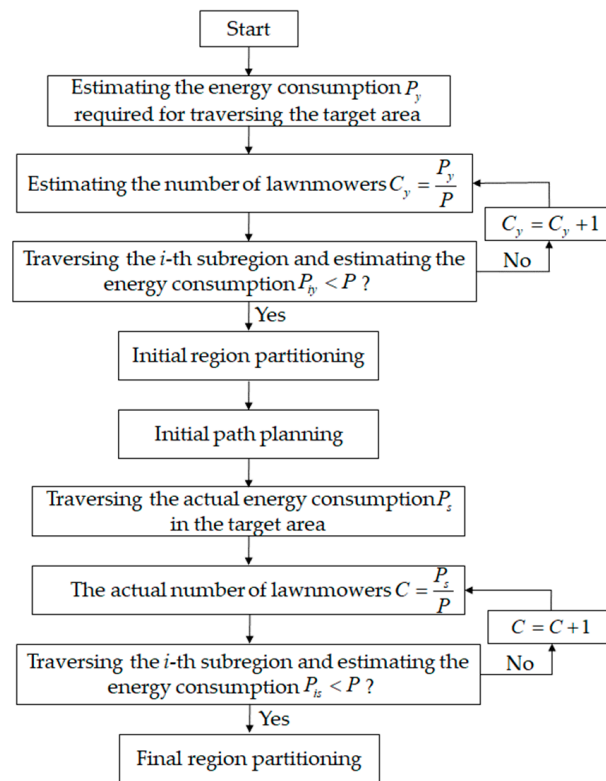 Start
Estimating the energy consumption P_y
required for traversing the target area
Estimating the number of lawnmowers C_y = P_y / P
C_y = C_y + 1
Traversing the i-th subregion and estimating the
energy consumption P_iy < P ?
No
Yes
Initial region partitioning
Initial path planning
Traversing the actual energy consumption P_s
in the target area
The actual number of lawnmowers C = P_s / P
C = C + 1
Traversing the i-th subregion and estimating the
energy consumption P_is < P ?
No
Yes
Final region partitioning